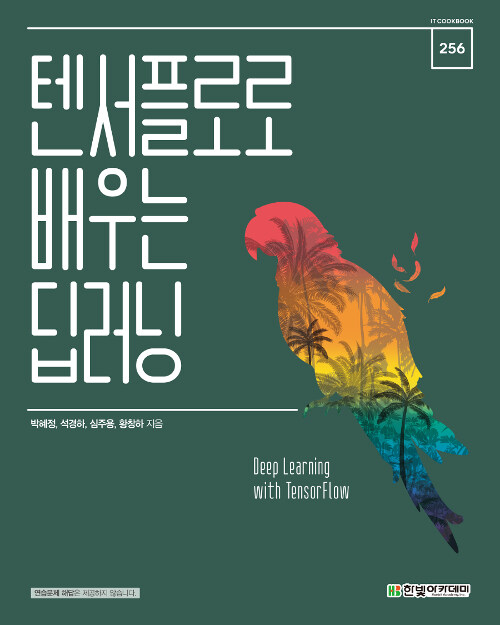 IT COOKBOOK
256
텐서플로로
배우는
딥러닝
박혜정, 석경하, 심주용, 황창하 지음
Deep Learning
with TensorFlow
연습문제 해답은 제공하지 않습니다.
한빛아카데미